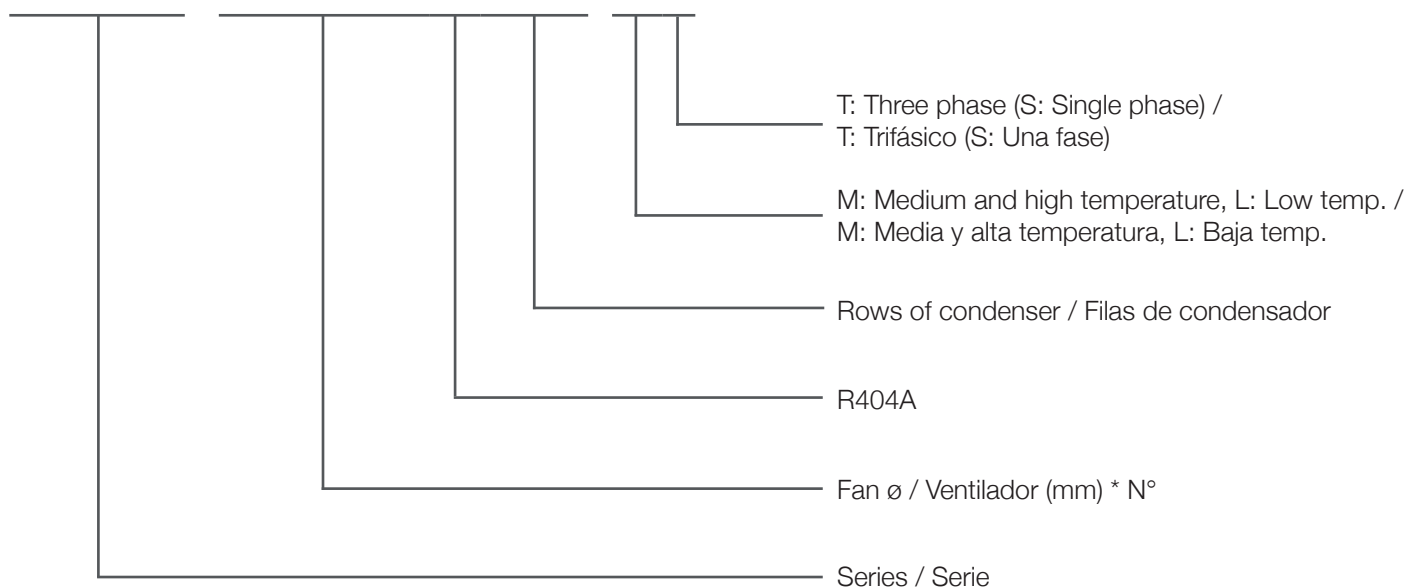 T: Three phase (S: Single phase) /
T: Trifásico (S: Una fase)
M: Medium and high temperature, L: Low temp. /
M: Media y alta temperatura, L: Baja temp.
Rows of condenser / Filas de condensador
R404A
Fan ø / Ventilador (mm) * N°
Series / Serie